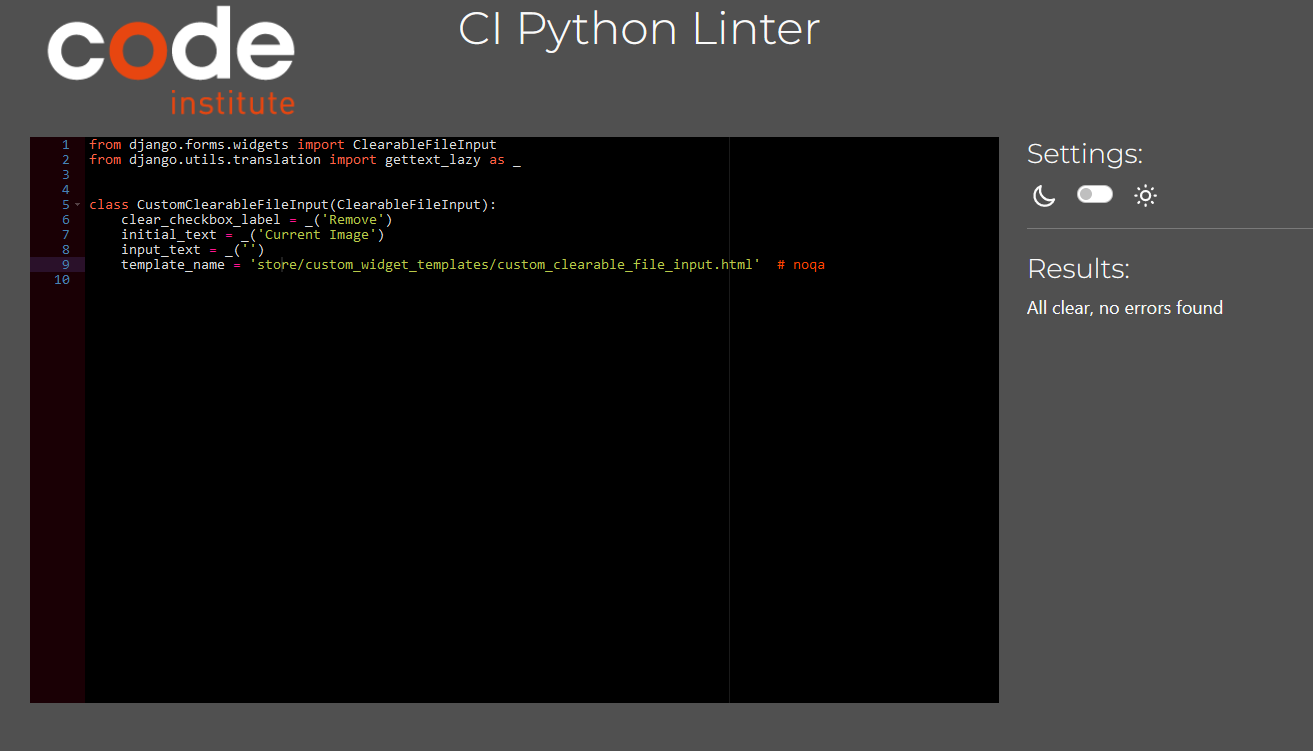 code
institute
CI Python Linter
1 from django.forms.widgets import ClearableFileInput
2 from django.utils.translation import gettext_lazy as _
3
4
5 class CustomClearableFileInput(ClearableFileInput):
6     clear_checkbox_label = _('Remove')
7     initial_text = _('Current Image')
8     input_text = _('')
9     template_name = 'store/custom_widget_templates/custom_clearable_file_input.html'  # noqa
10
Settings:
Results:
All clear, no errors found